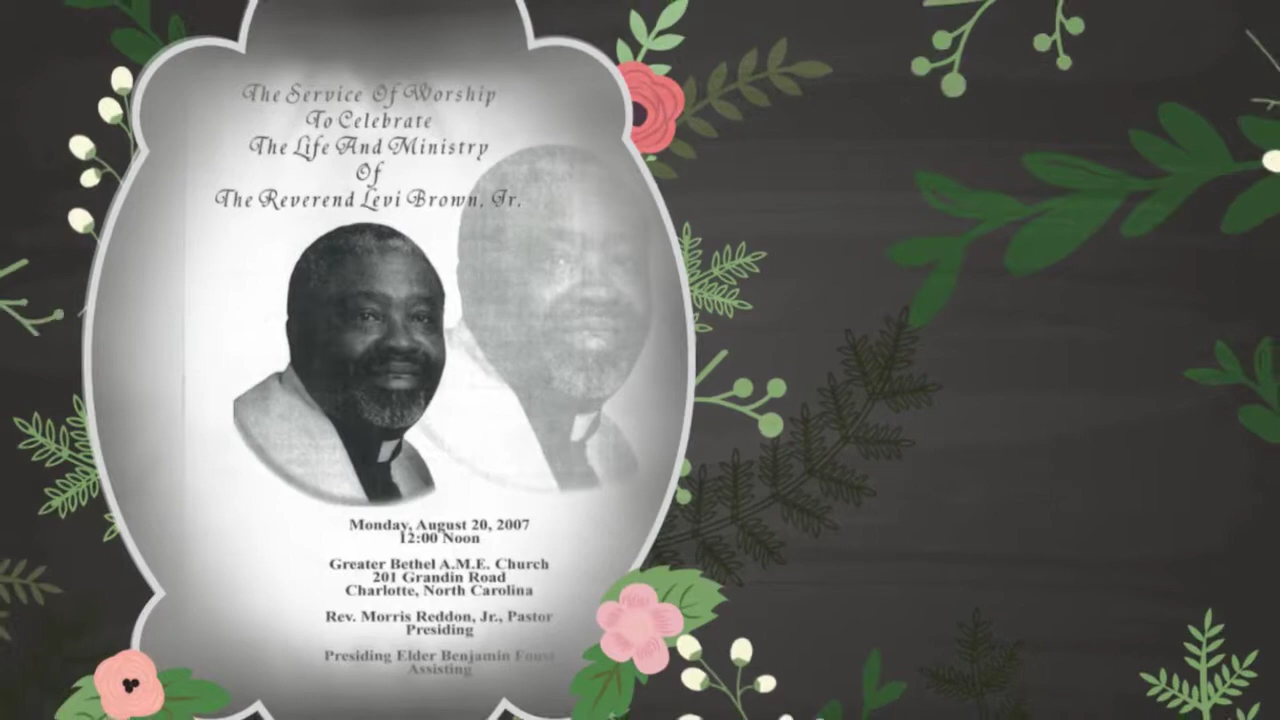 The Service Of Worship
To Celebrate
The Life And Ministry
Of
The Reverend Levi Brown, Jr.
Monday, August 20, 2007
12:00 Noon
Greater Bethel A.M.E. Church
201 Grandin Road
Charlotte, North Carolina
Rev. Morris Reddon, Jr., Pastor
Presiding
Presiding Elder Benjamin Foust
Assisting